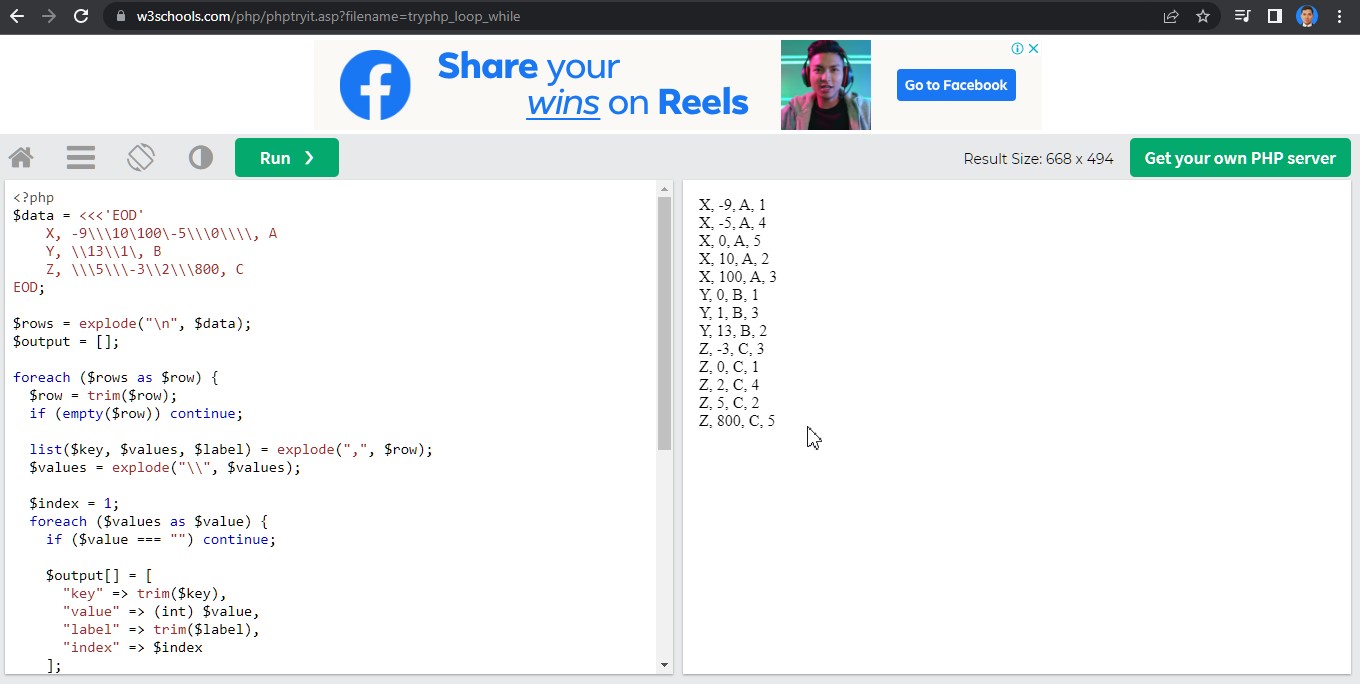 w3schools.com/php/phptryit.asp?filename=tryphp_loop_while
Share your
wins on Reels
Go to Facebook
Run ❯
Result Size: 668 x 494
Get your own PHP server
<?php
$data = <<<'EOD'
    X, -9\\\10\100\-5\\\0\\\\, A
    Y, \\13\\1\, B
    Z, \\\5\\\-3\\2\\\800, C
EOD;
$rows = explode("\n", $data);
$output = [];
foreach ($rows as $row) {
  $row = trim($row);
  if (empty($row)) continue;
  list($key, $values, $label) = explode(",", $row);
  $values = explode("\\", $values);
  $index = 1;
  foreach ($values as $value) {
    if ($value === "") continue;
    $output[] = [
      "key" => trim($key),
      "value" => (int) $value,
      "label" => trim($label),
      "index" => $index
    ];
X, -9, A, 1
X, -5, A, 4
X, 0, A, 5
X, 10, A, 2
X, 100, A, 3
Y, 0, B, 1
Y, 1, B, 3
Y, 13, B, 2
Z, -3, C, 3
Z, 0, C, 1
Z, 2, C, 4
Z, 5, C, 2
Z, 800, C, 5